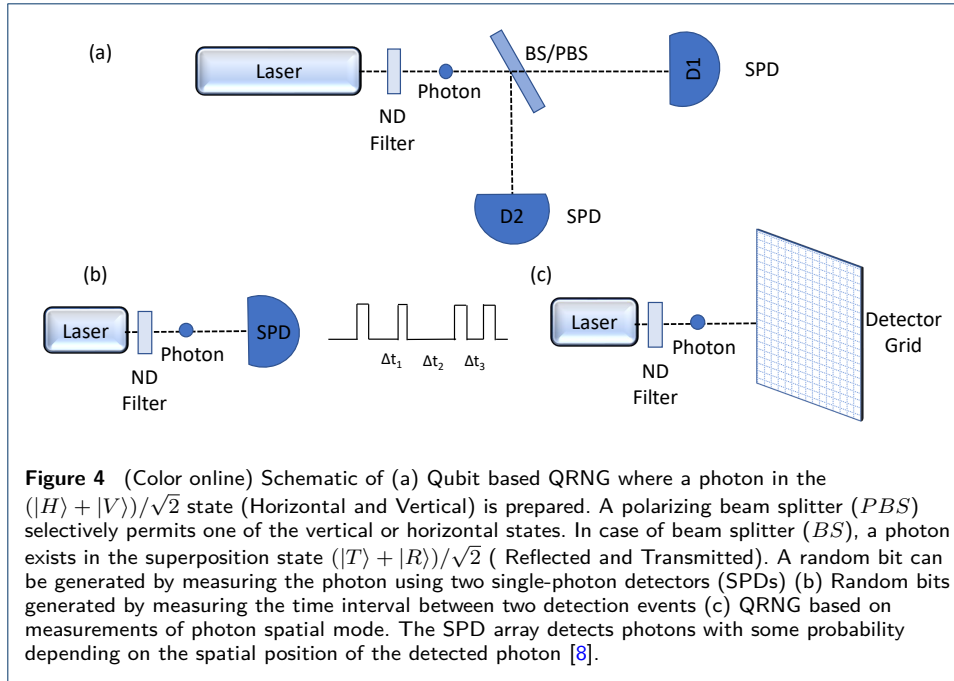 (a)
Laser
BS/PBS
D1
SPD
Photon
ND
Filter
D2
SPD
(b)
(c)
Laser
SPD
Photon
ND
Filter
Δt₁ Δt₂ Δt₃
Laser
Photon
ND
Filter
Detector
Grid
Figure 4 (Color online) Schematic of (a) Qubit based QRNG where a photon in the
(|H⟩ + |V⟩)/√2 state (Horizontal and Vertical) is prepared. A polarizing beam splitter (PBS)
selectively permits one of the vertical or horizontal states. In case of beam splitter (BS), a photon
exists in the superposition state (|T⟩ + |R⟩)/√2 ( Reflected and Transmitted). A random bit can
be generated by measuring the photon using two single-photon detectors (SPDs) (b) Random bits
generated by measuring the time interval between two detection events (c) QRNG based on
measurements of photon spatial mode. The SPD array detects photons with some probability
depending on the spatial position of the detected photon [8].